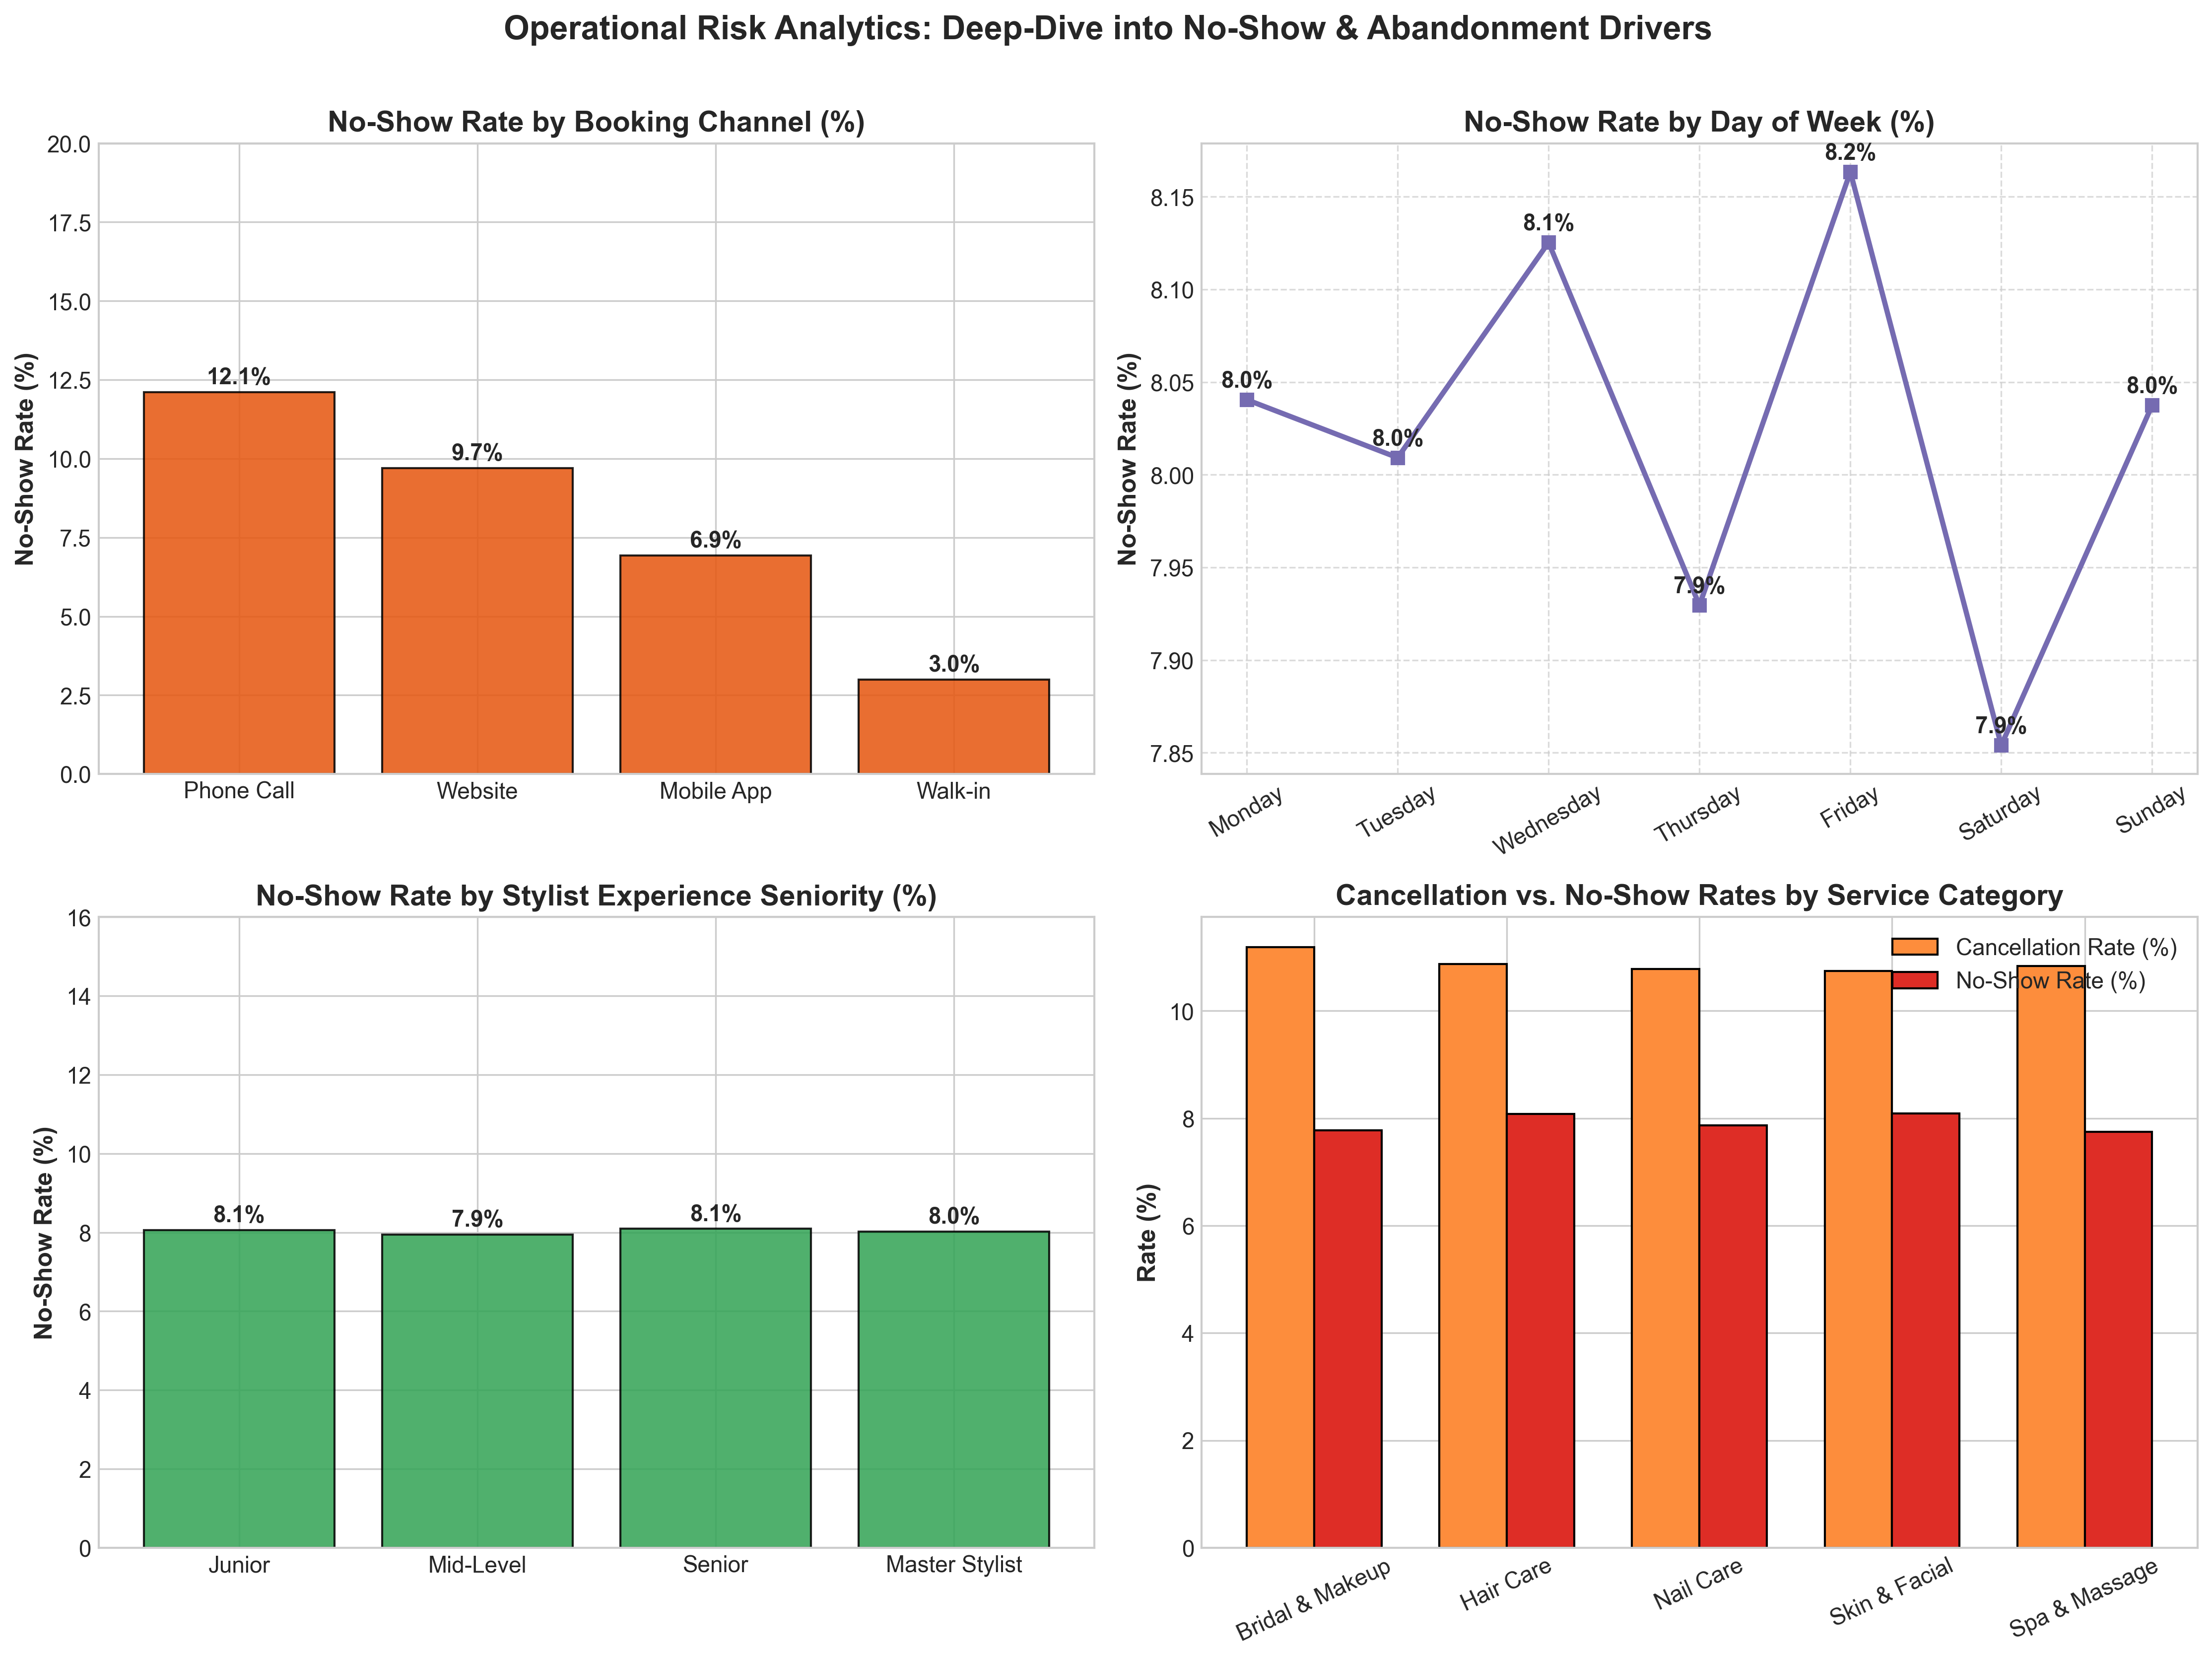 Operational Risk Analytics: Deep-Dive into No-Show & Abandonment Drivers
No-Show Rate by Booking Channel (%)
No-Show Rate (%)
20.0
17.5
15.0
12.5
10.0
7.5
5.0
2.5
0.0
12.1%
9.7%
6.9%
3.0%
Phone Call
Website
Mobile App
Walk-in
No-Show Rate by Day of Week (%)
No-Show Rate (%)
8.15
8.10
8.05
8.00
7.95
7.90
7.85
8.0%
8.0%
8.1%
7.9%
8.2%
7.9%
8.0%
Monday
Tuesday
Wednesday
Thursday
Friday
Saturday
Sunday
No-Show Rate by Stylist Experience Seniority (%)
No-Show Rate (%)
16
14
12
10
8
6
4
2
0
8.1%
7.9%
8.1%
8.0%
Junior
Mid-Level
Senior
Master Stylist
Cancellation vs. No-Show Rates by Service Category
Rate (%)
10
8
6
4
2
0
Cancellation Rate (%)
No-Show Rate (%)
Bridal & Makeup
Hair Care
Nail Care
Skin & Facial
Spa & Massage